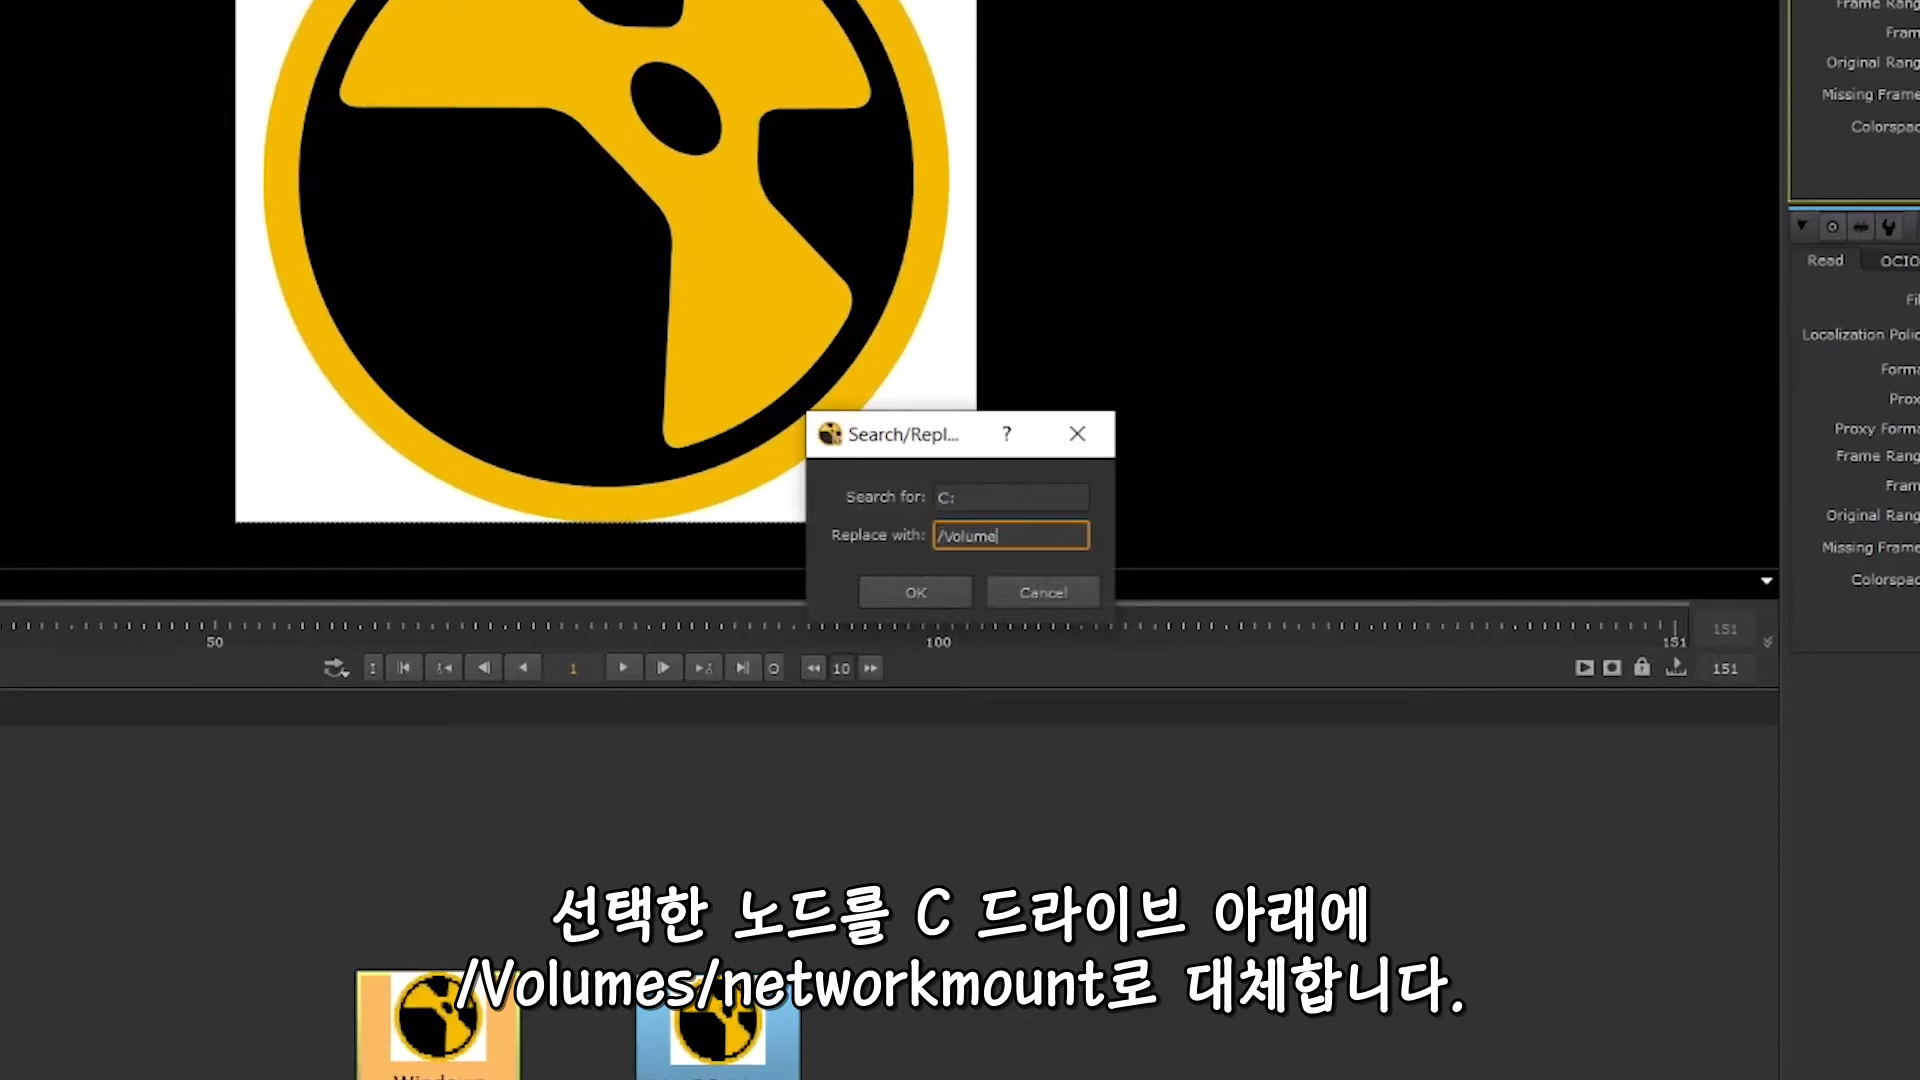 Frame Rang
Fram
Original Rang
Missing Frame
Colorspac
Read OCIO
Fil
Localization Polic
Forma
Prox
Proxy Forma
Frame Rang
Fram
Original Rang
Missing Frame
Colorspac
Search/Repl... ?
Search for: C:
Replace with: /Volume
OK Cancel
50 100 151 151
1 10 151
선택한 노드를 C 드라이브 아래에
/Volumes/networkmount로 대체합니다.